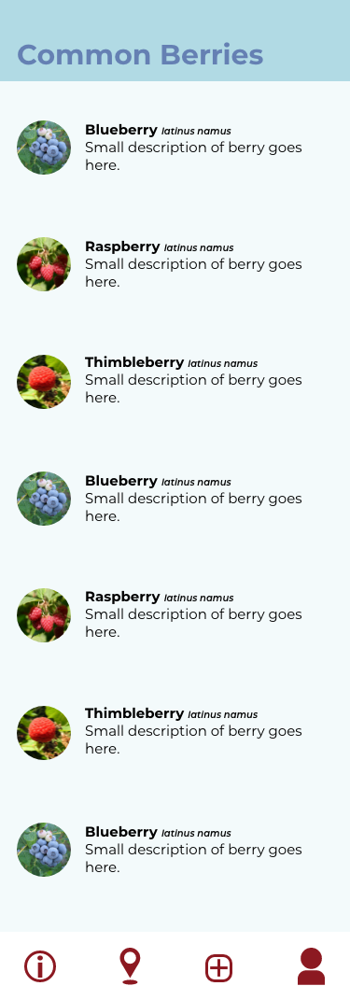 Common Berries
Blueberry latinus namus
Small description of berry goes
here.
Raspberry latinus namus
Small description of berry goes
here.
Thimbleberry latinus namus
Small description of berry goes
here.
Blueberry latinus namus
Small description of berry goes
here.
Raspberry latinus namus
Small description of berry goes
here.
Thimbleberry latinus namus
Small description of berry goes
here.
Blueberry latinus namus
Small description of berry goes
here.